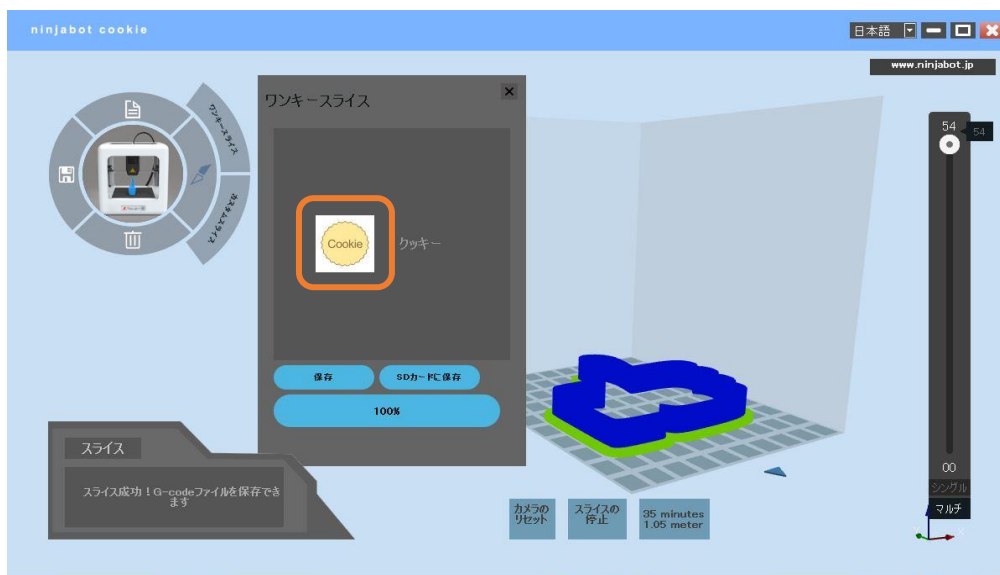 ninjabot cookie
日本語
www.ninjabot.jp
ワンキースライス
カスタムスライス
ワンキースライス
Cookie
クッキー
保存
SDカードに保存
100%
54
54
00
シングル
マルチ
スライス
スライス成功！G-codeファイルを保存でき
ます
カメラの
リセット
スライスの
停止
35 minutes
1.05 meter